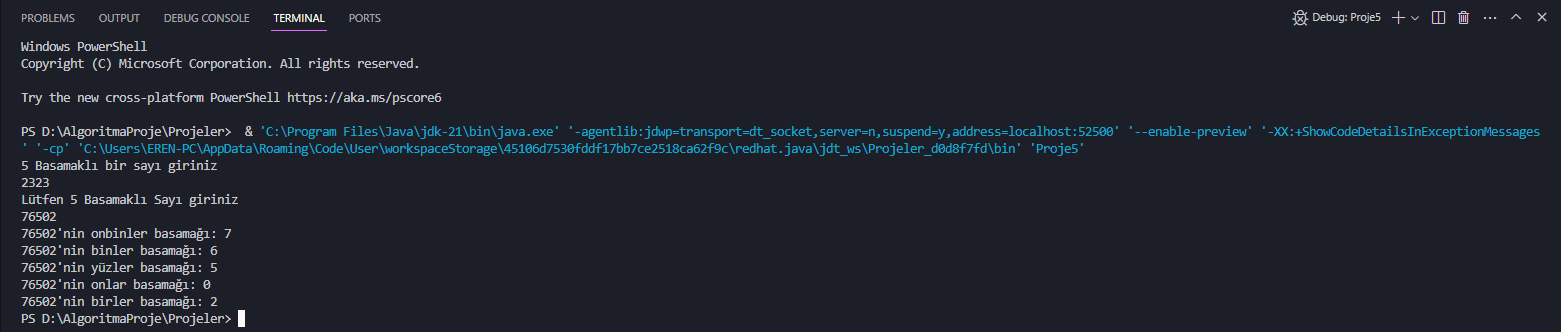 PROBLEMS OUTPUT DEBUG CONSOLE TERMINAL PORTS Debug: Proje5
Windows PowerShell
Copyright (C) Microsoft Corporation. All rights reserved.
Try the new cross-platform PowerShell https://aka.ms/pscore6
PS D:\AlgoritmaProje\Projeler>  & 'C:\Program Files\Java\jdk-21\bin\java.exe' '-agentlib:jdwp=transport=dt_socket,server=n,suspend=y,address=localhost:52500' '--enable-preview' '-XX:+ShowCodeDetailsInExceptionMessages
' '-cp' 'C:\Users\EREN-PC\AppData\Roaming\Code\User\workspaceStorage\45106d7530fddf17bb7ce2518ca62f9c\redhat.java\jdt_ws\Projeler_d0d8f7fd\bin' 'Proje5'
5 Basamaklı bir sayı giriniz
2323
Lütfen 5 Basamaklı Sayı giriniz
76502
76502'nin onbinler basamağı: 7
76502'nin binler basamağı: 6
76502'nin yüzler basamağı: 5
76502'nin onlar basamağı: 0
76502'nin birler basamağı: 2
PS D:\AlgoritmaProje\Projeler>